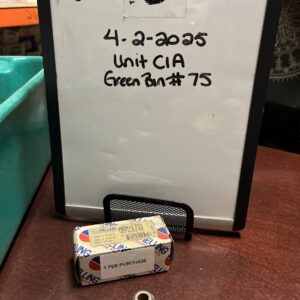 4-2-2025
Unit C1A
Green Bin# 75
1 PER PURCHASE